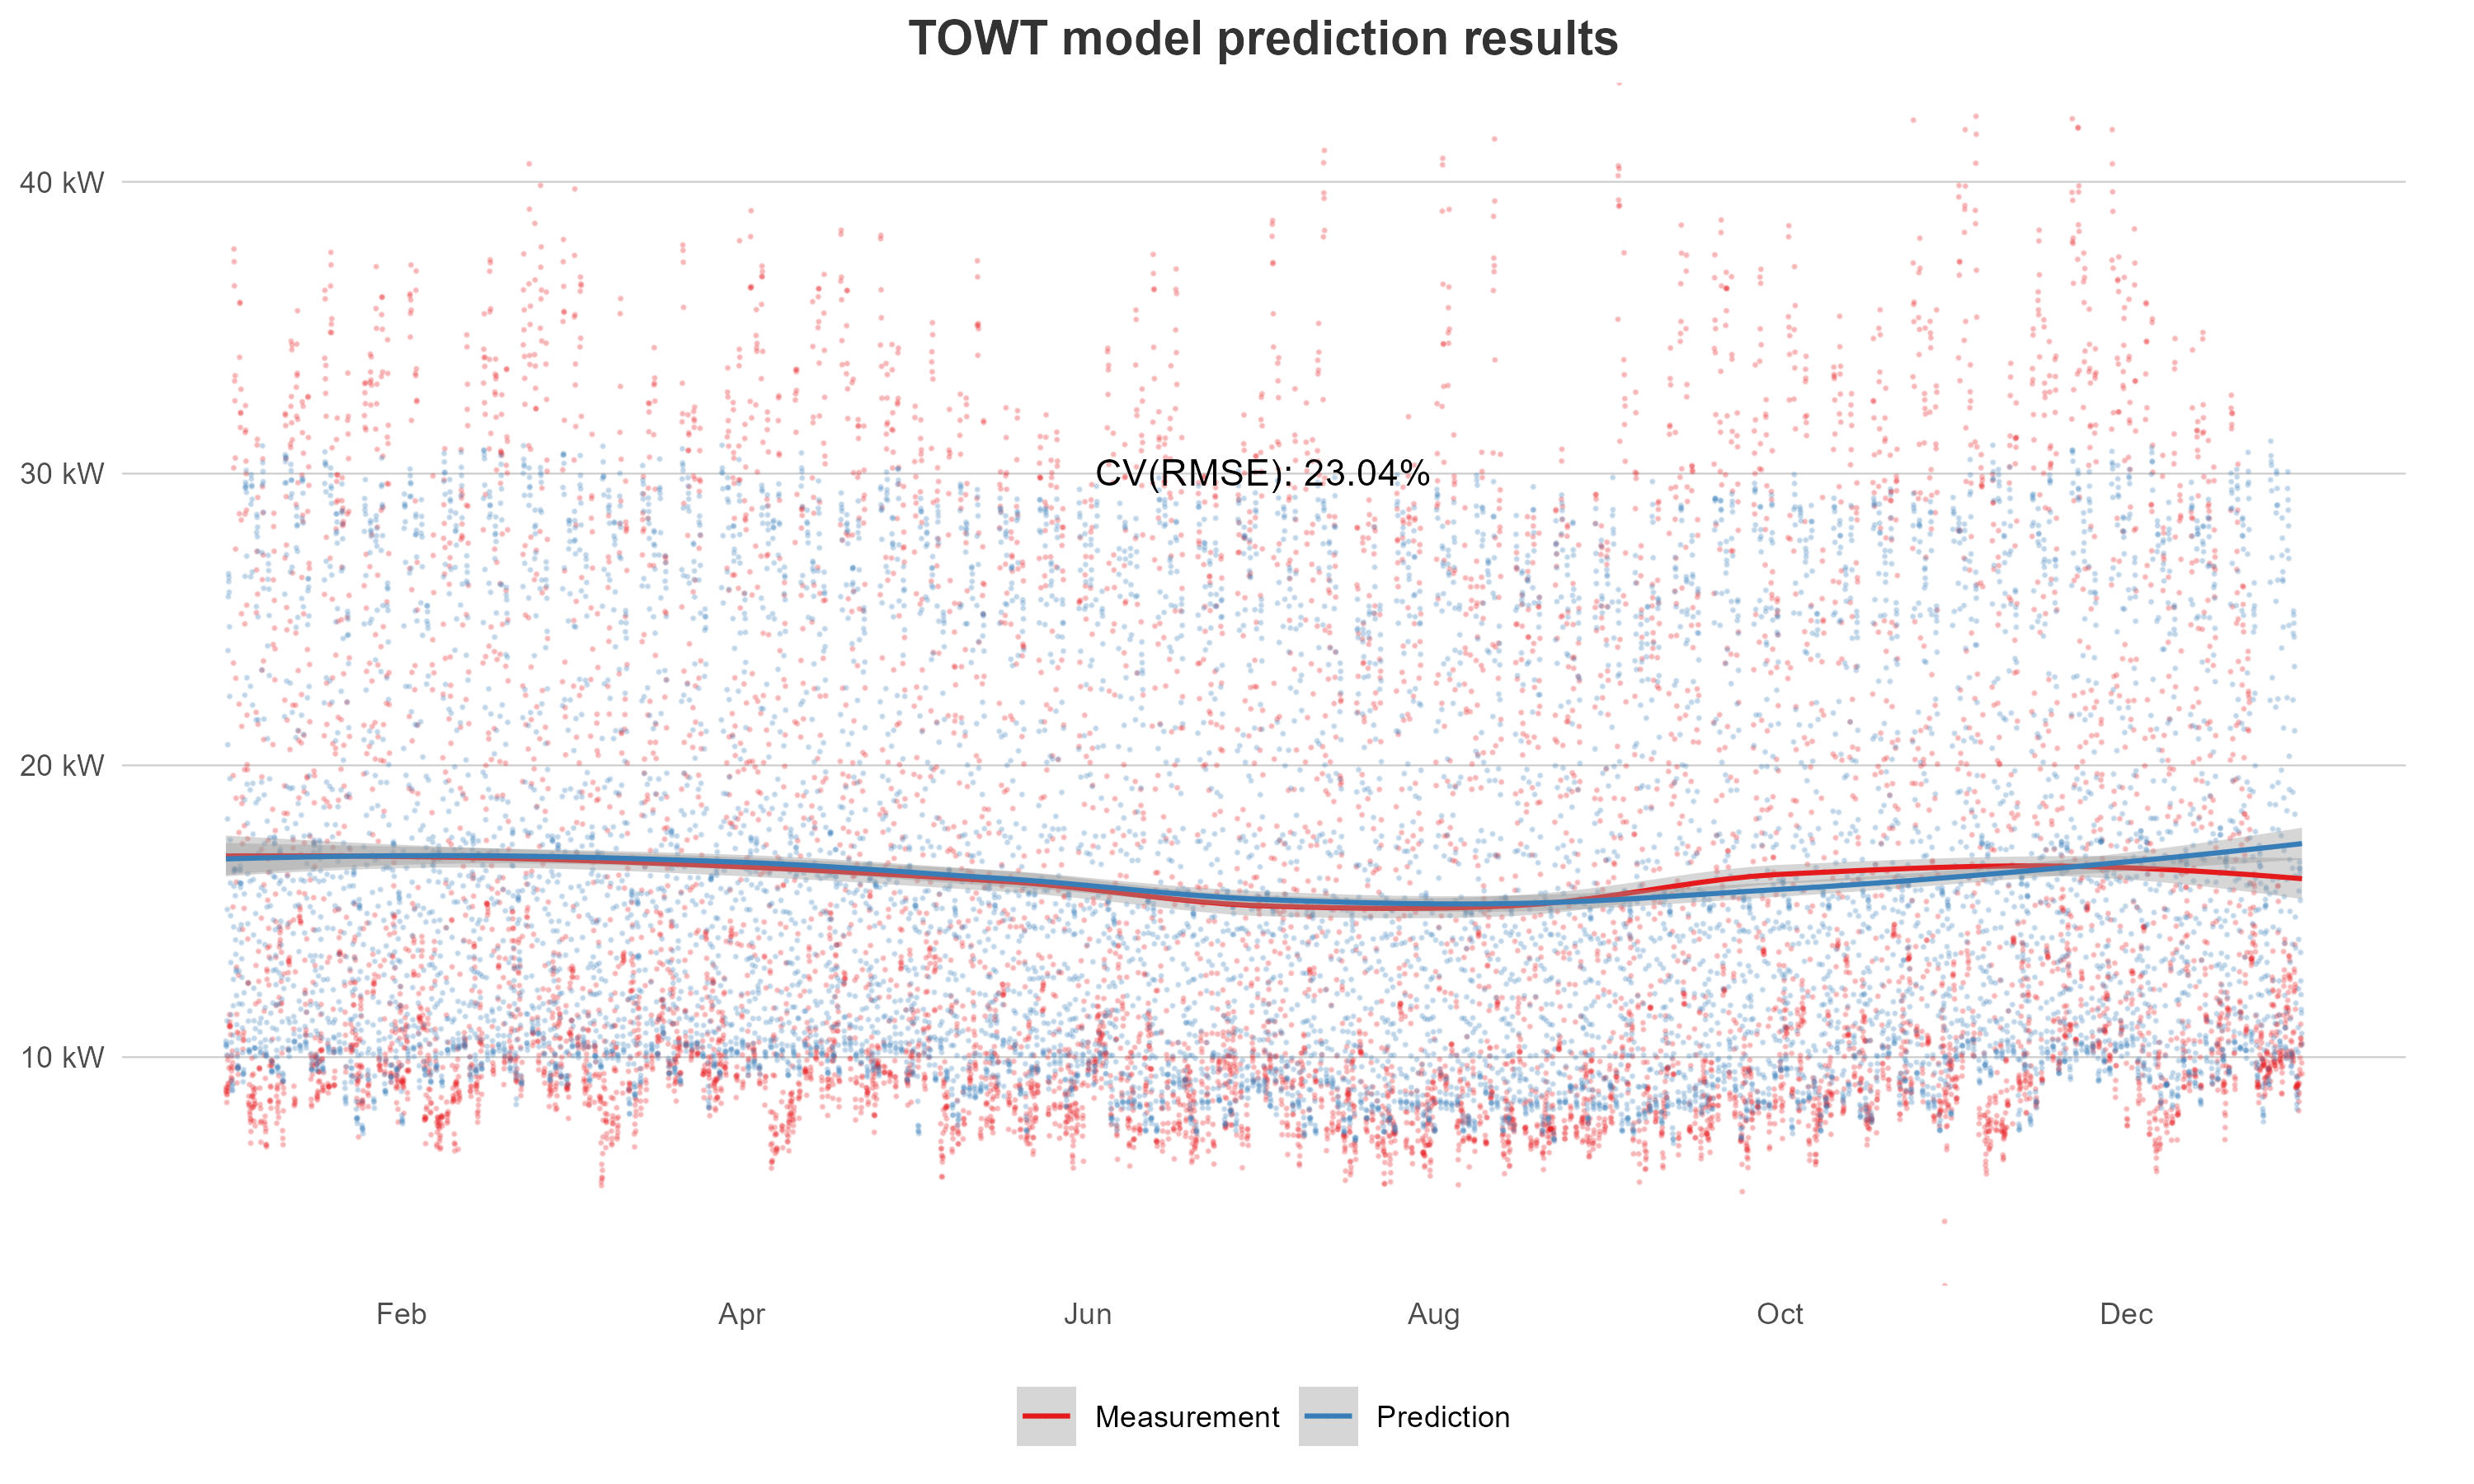 TOWT model prediction results
40 kW
30 kW
CV(RMSE): 23.04%
20 kW
10 kW
Feb Apr Jun Aug Oct Dec
Measurement Prediction